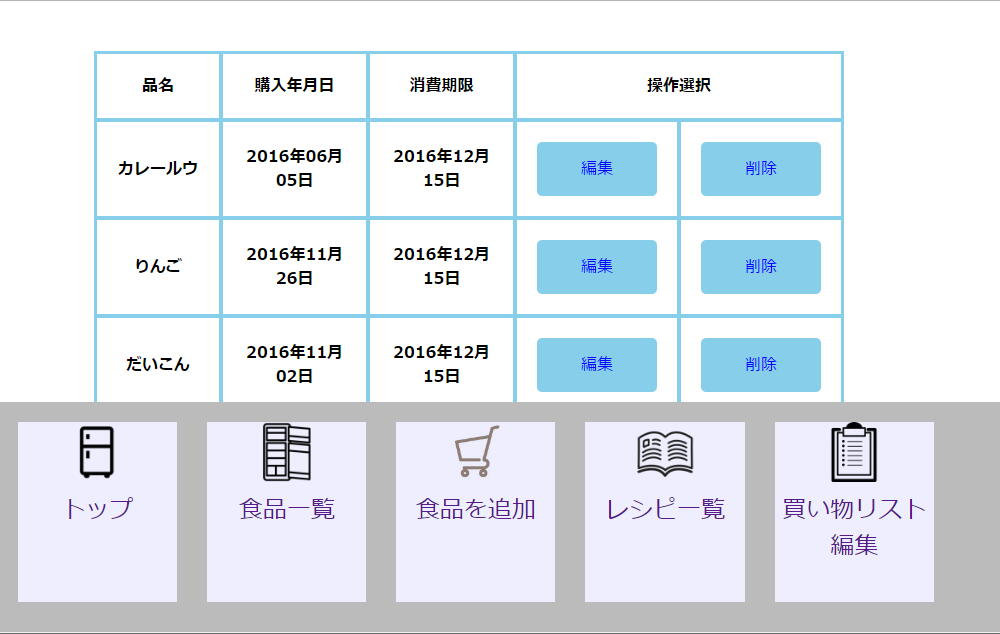 品名 購入年月日 消費期限 操作選択
カレールウ 2016年06月 2016年12月 編集 削除
05日 15日
りんご 2016年11月 2016年12月 編集 削除
26日 15日
だいこん 2016年11月 2016年12月 編集 削除
02日 15日
トップ 食品一覧 食品を追加 レシピ一覧 買い物リスト
編集